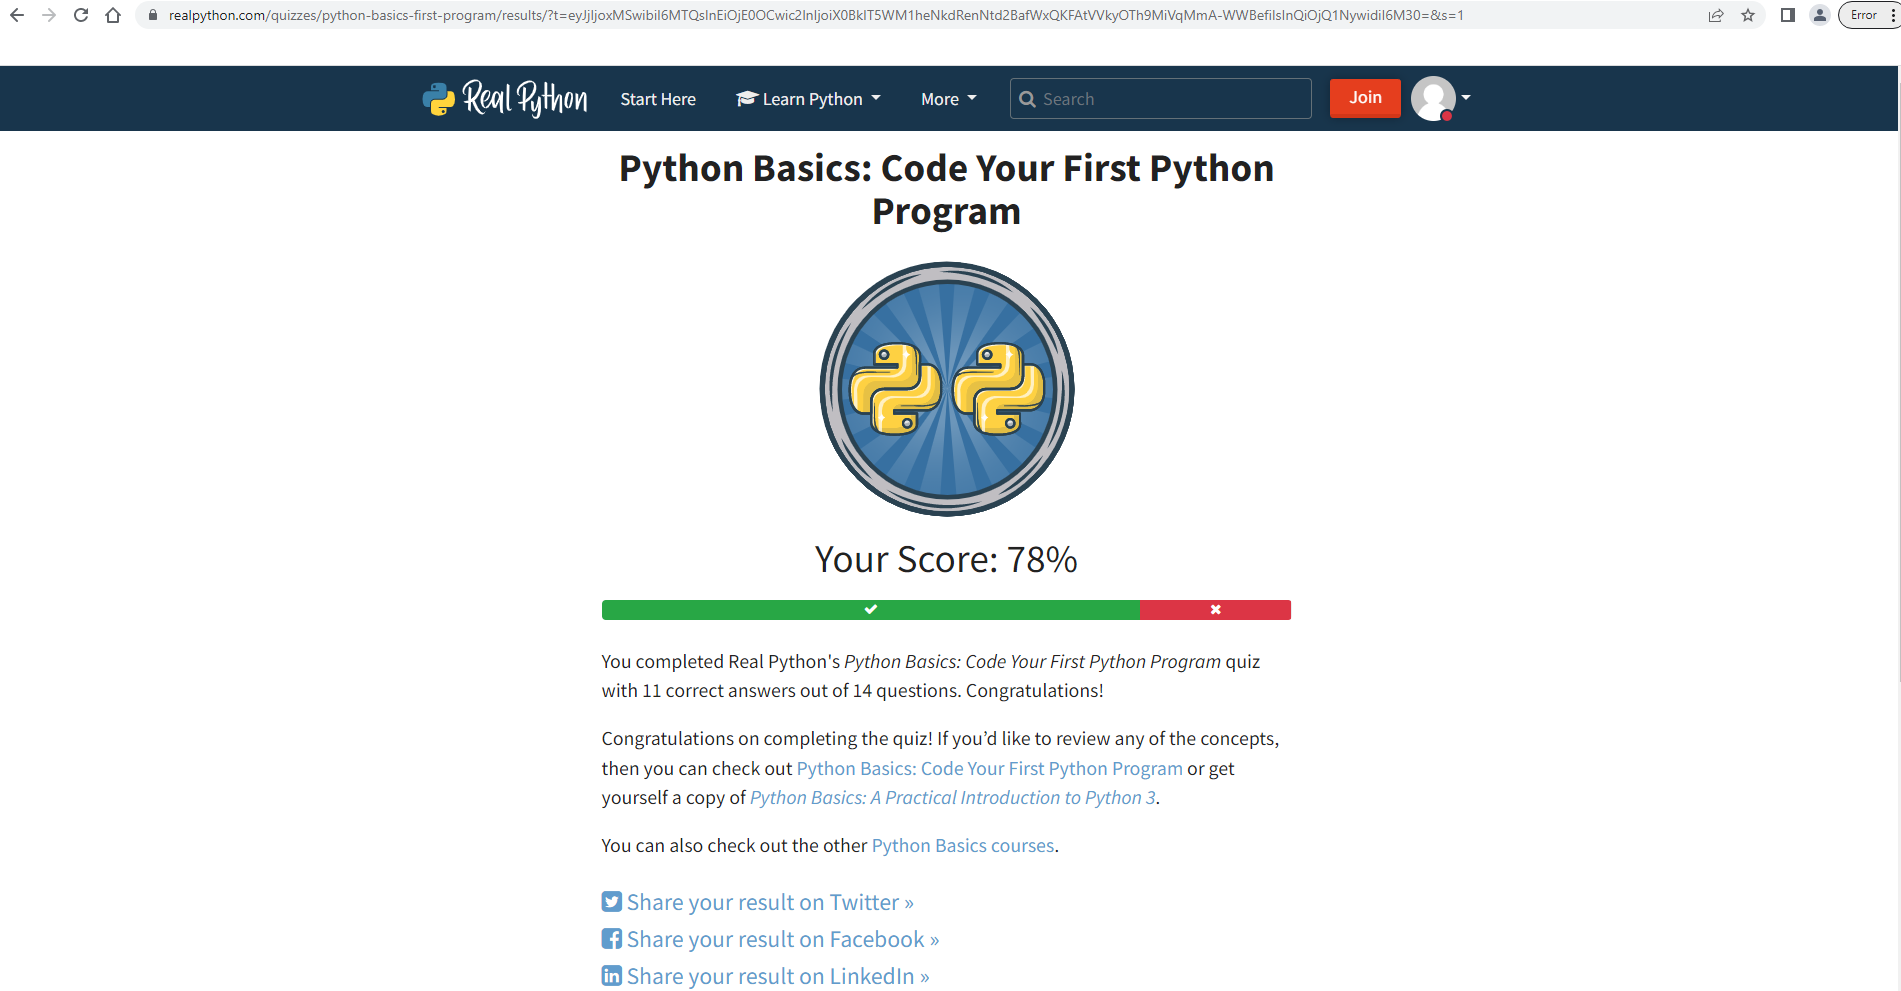 realpython.com/quizzes/python-basics-first-program/results/?t=eyJjIjoxMSwibiI6MTQsInEiOjE0OCwic2InIjoiX0BkIT5WM1heNkdRenNtd2BafWxQKFAtVVkyOTh9MiVqMmA-WWBefiIsInQiOjQ1NywidiI6M30=&s=1
Error
Real Python
Start Here
Learn Python
More
Search
Join
Python Basics: Code Your First Python
Program
Your Score: 78%
You completed Real Python's Python Basics: Code Your First Python Program quiz
with 11 correct answers out of 14 questions. Congratulations!
Congratulations on completing the quiz! If you’d like to review any of the concepts,
then you can check out Python Basics: Code Your First Python Program or get
yourself a copy of Python Basics: A Practical Introduction to Python 3.
You can also check out the other Python Basics courses.
Share your result on Twitter »
Share your result on Facebook »
Share your result on LinkedIn »